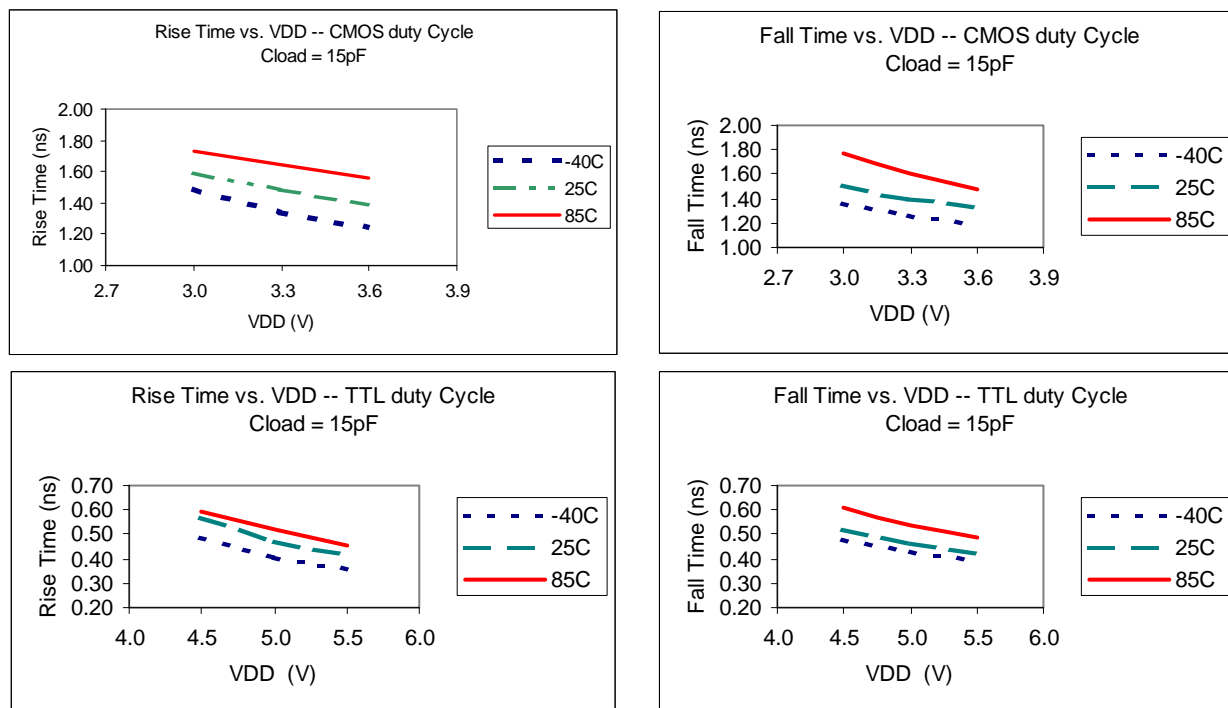 Rise Time vs. VDD -- CMOS duty Cycle
Cload = 15pF
Rise Time (ns)
2.00
1.80
1.60
1.40
1.20
1.00
2.7 3.0 3.3 3.6 3.9
VDD (V)
-40C
25C
85C
Fall Time vs. VDD -- CMOS duty Cycle
Cload = 15pF
Fall Time (ns)
2.00
1.80
1.60
1.40
1.20
1.00
2.7 3.0 3.3 3.6 3.9
VDD (V)
-40C
25C
85C
Rise Time vs. VDD -- TTL duty Cycle
Cload = 15pF
Rise Time (ns)
0.70
0.60
0.50
0.40
0.30
0.20
4.0 4.5 5.0 5.5 6.0
VDD (V)
-40C
25C
85C
Fall Time vs. VDD -- TTL duty Cycle
Cload = 15pF
Fall Time (ns)
0.70
0.60
0.50
0.40
0.30
0.20
4.0 4.5 5.0 5.5 6.0
VDD (V)
-40C
25C
85C